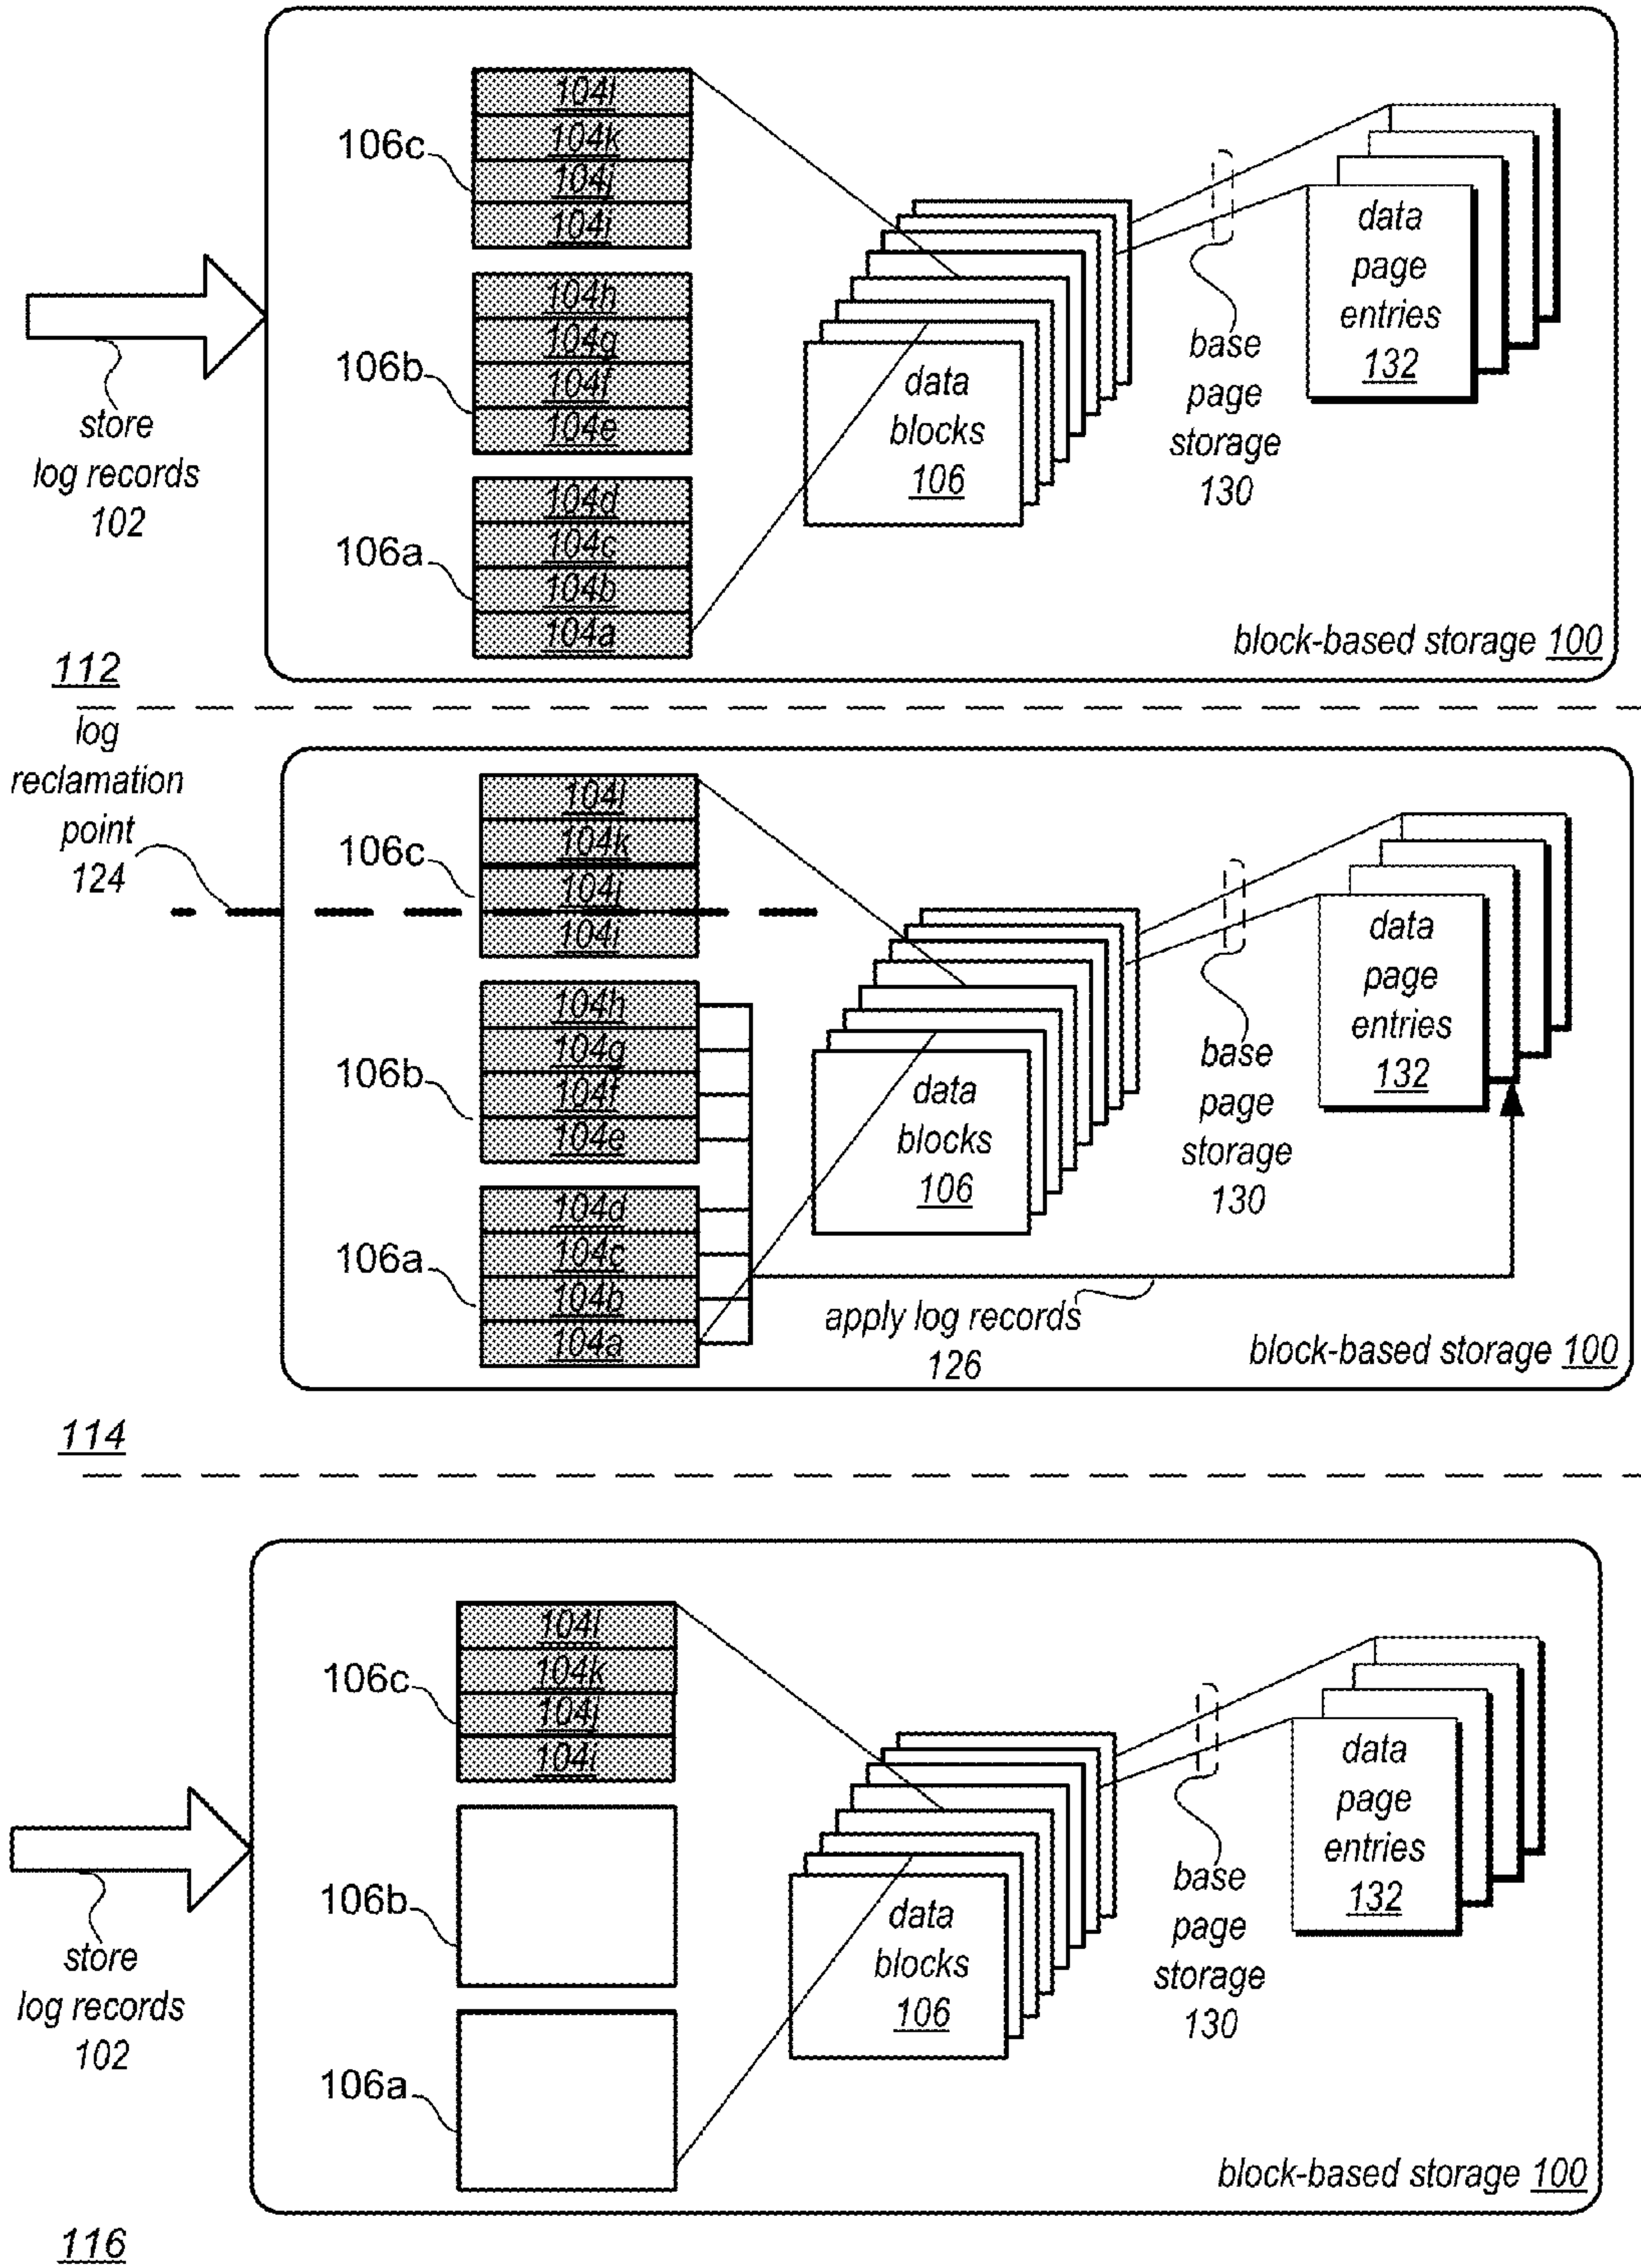 104l
104k
106c
104j
104i
104h
104g
106b
104f
104e
104d
104c
106a
104b
104a
store
log records
102
data
blocks
106
base
page
storage
130
data
page
entries
132
block-based storage 100
112
log
reclamation
point
124
104l
104k
106c
104j
104i
104h
104g
106b
104f
104e
104d
104c
106a
104b
104a
data
blocks
106
base
page
storage
130
data
page
entries
132
apply log records
126
block-based storage 100
114
104l
104k
106c
104j
104i
106b
106a
store
log records
102
data
blocks
106
base
page
storage
130
data
page
entries
132
block-based storage 100
116